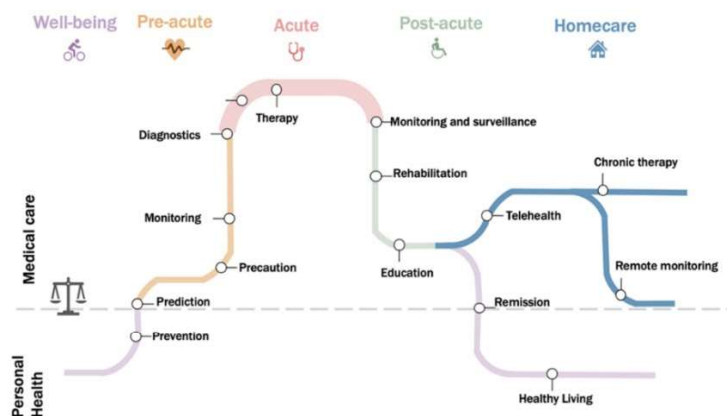 Well-being
Pre-acute
Acute
Post-acute
Homecare
Therapy
Diagnostics
Monitoring and surveillance
Rehabilitation
Chronic therapy
Monitoring
Telehealth
Precaution
Education
Remote monitoring
Prediction
Remission
Prevention
Healthy Living
Medical care
Personal
Health